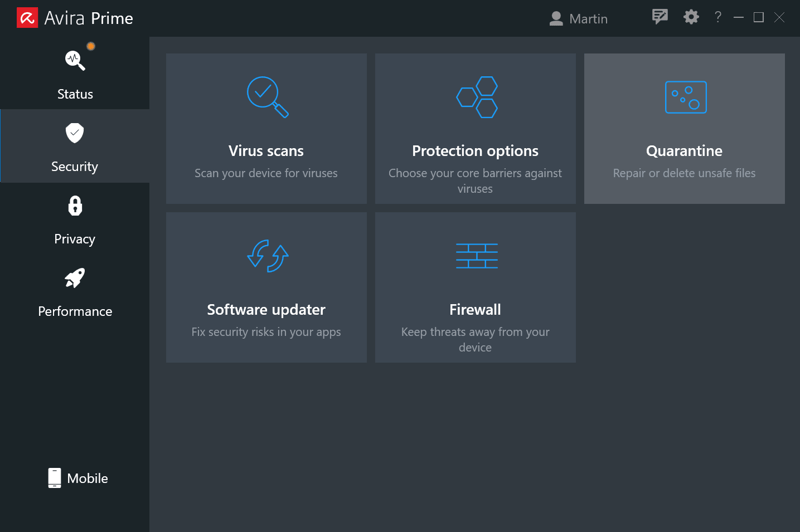 Avira Prime
Martin
?
Status
Security
Privacy
Performance
Mobile
Virus scans
Scan your device for viruses
Protection options
Choose your core barriers against
viruses
Quarantine
Repair or delete unsafe files
Software updater
Fix security risks in your apps
Firewall
Keep threats away from your
device